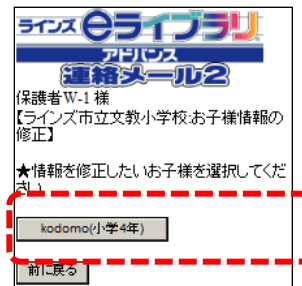 ラインズ eライブラリ
アドバンス
連絡メール2
保護者W-1 様
【ラインズ市立文教小学校:お子様情報の
修正】
★情報を修正したいお子様を選択してくだ
さい
kodomo(小学4年)
前に戻る